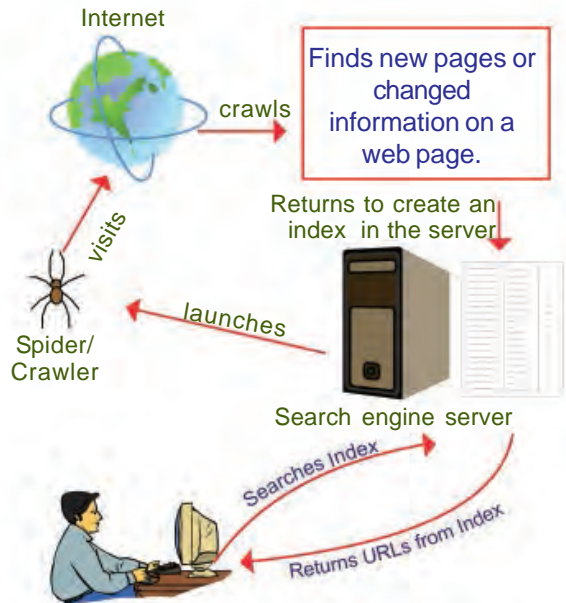 Internet
crawls
Finds new pages or
changed
information on a
web page.
Returns to create an
index in the server
visits
launches
Spider/
Crawler
Search engine server
Searches Index
Returns URLs from Index